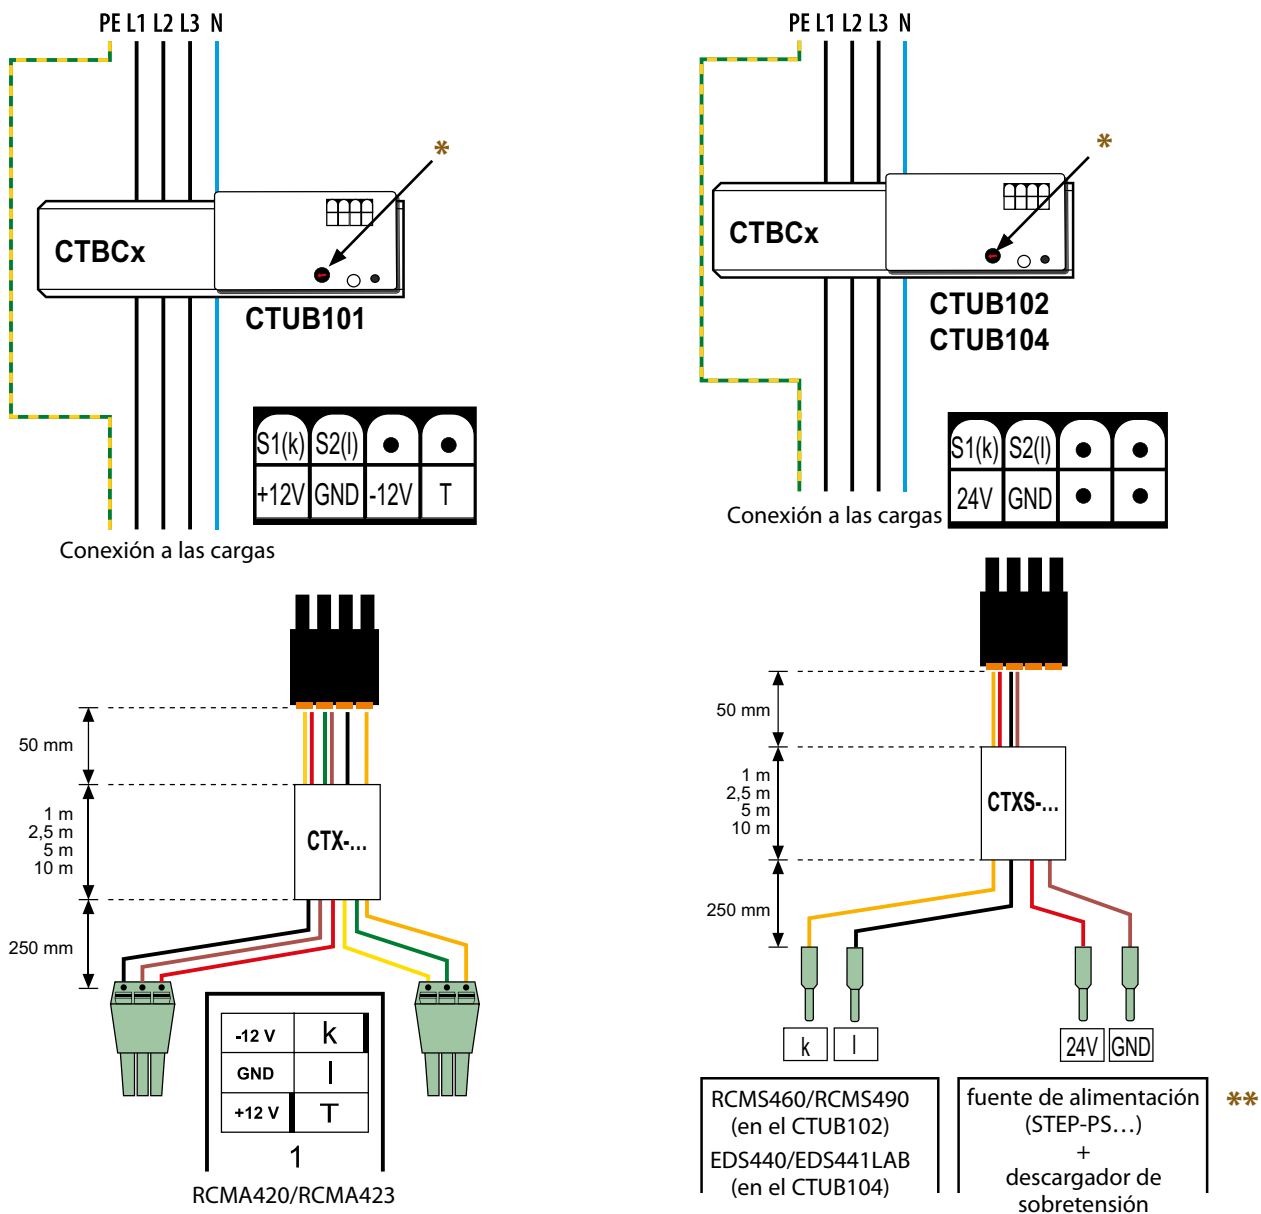 PE L1 L2 L3 N
*
CTBCx
CTUB101
S1(k) S2(l) ● ●
+12V GND -12V T
Conexión a las cargas
50 mm
1 m
2,5 m
5 m
10 m
250 mm
CTX-...
-12 V k
GND l
+12 V T
1
RCMA420/RCMA423
PE L1 L2 L3 N
*
CTBCx
CTUB102
CTUB104
S1(k) S2(l) ● ●
24V GND ● ●
Conexión a las cargas
50 mm
1 m
2,5 m
5 m
10 m
250 mm
CTXS-...
k l 24V GND
RCMS460/RCMS490
(en el CTUB102)
EDS440/EDS441LAB
(en el CTUB104)
fuente de alimentación
(STEP-PS…)
+
descargador de
sobretensión
**